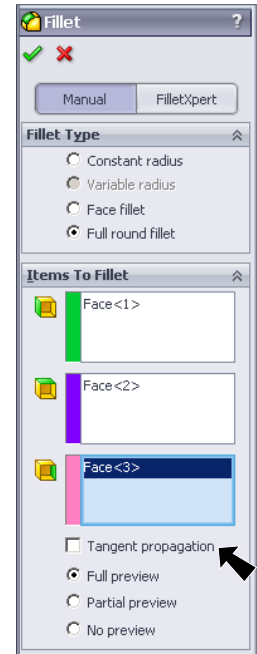 Fillet ?
Manual FilletXpert
Fillet Type
Constant radius
Variable radius
Face fillet
Full round fillet
Items To Fillet
Face<1>
Face<2>
Face<3>
Tangent propagation
Full preview
Partial preview
No preview